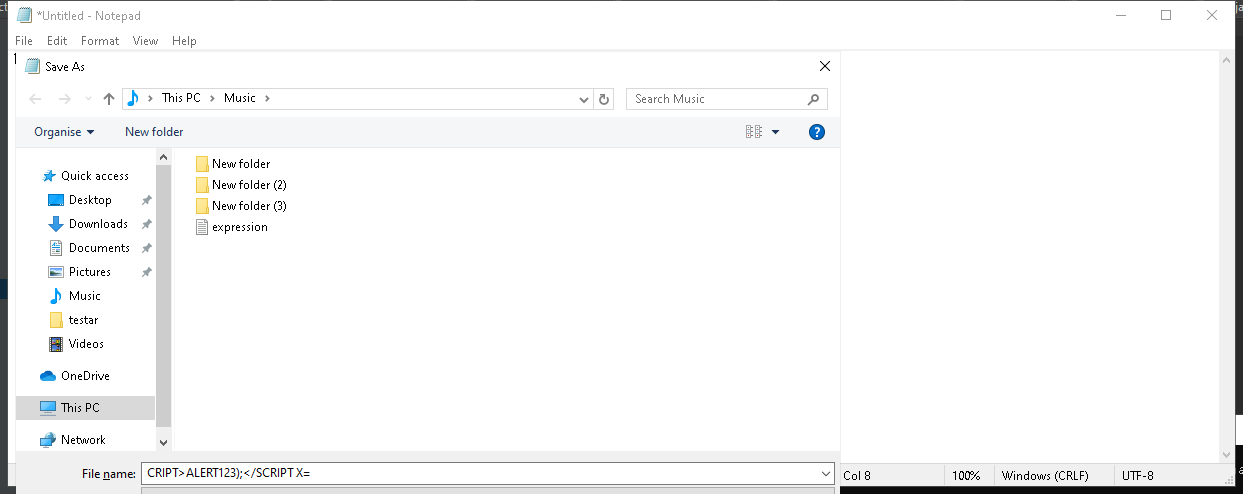 *Untitled - Notepad
File Edit Format View Help
Save As
This PC Music
Search Music
Organise New folder
Quick access
Desktop
Downloads
Documents
Pictures
Music
testar
Videos
OneDrive
This PC
Network
New folder
New folder (2)
New folder (3)
expression
File name: CRIPT>ALERT123);</SCRIPT X=
Col 8 100% Windows (CRLF) UTF-8